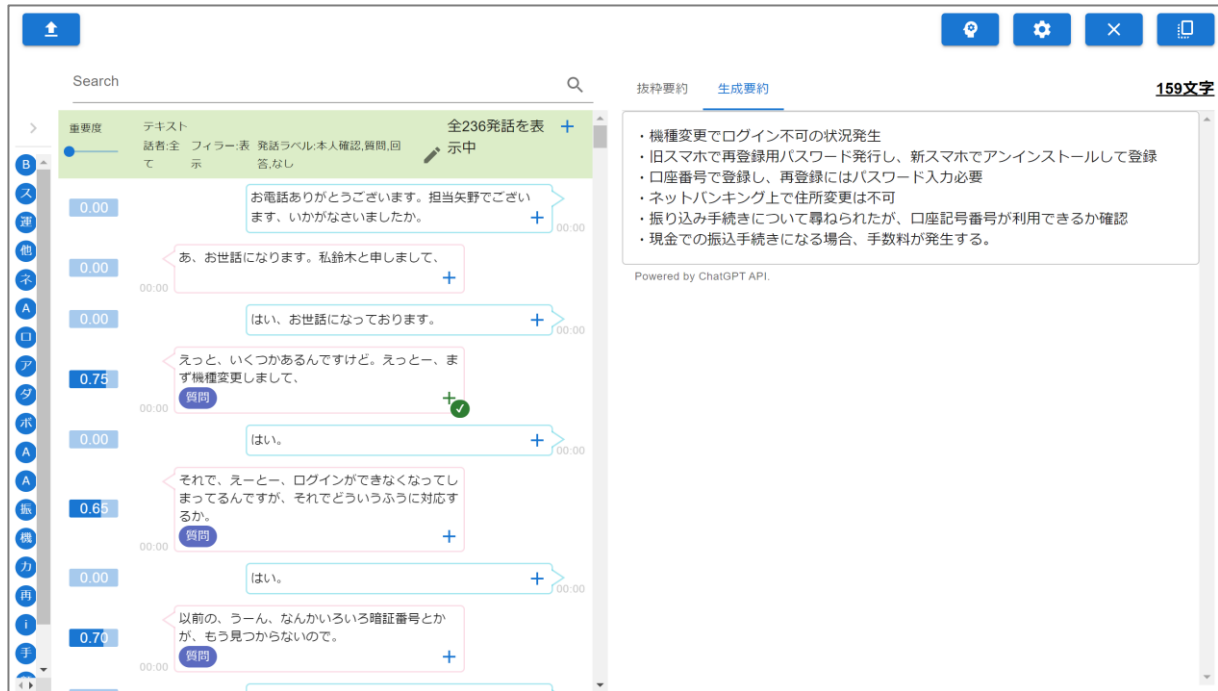 Search
抜粋要約
生成要約
159文字
重要度
テキスト
話者:全て
フィラー:表示
発話ラベル:本人確認,質問,回答,なし
全236発話を表示中
B
ス
運
他
ネ
A
ロ
ア
ダ
ボ
A
A
振
機
カ
再
i
手
0.00
お電話ありがとうございます。担当矢野でござい
ます、いかがなさいましたか。
00:00
0.00
あ、お世話になります。私鈴木と申しまして、
00:00
0.00
はい、お世話になっております。
00:00
0.75
えっと、いくつかあるんですけど。えっとー、ま
ず機種変更しまして、
質問
00:00
0.00
はい。
00:00
0.65
それで、えーとー、ログインができなくなってし
まってるんですが、それでどういうふうに対応す
るか。
質問
00:00
0.00
はい。
00:00
0.70
以前の、うーん、なんかいろいろ暗証番号とか
が、もう見つからないので。
質問
00:00
・機種変更でログイン不可の状況発生
・旧スマホで再登録用パスワード発行し、新スマホでアンインストールして登録
・口座番号で登録し、再登録にはパスワード入力必要
・ネットバンキング上で住所変更は不可
・振り込み手続きについて尋ねられたが、口座記号番号が利用できるか確認
・現金での振込手続きになる場合、手数料が発生する。
Powered by ChatGPT API.